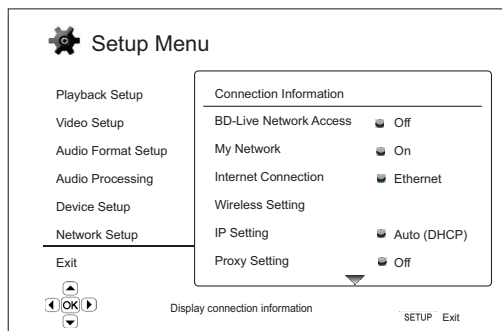 Setup Menu
Playback Setup
Video Setup
Audio Format Setup
Audio Processing
Device Setup
Network Setup
Exit
Connection Information
BD-Live Network Access Off
My Network On
Internet Connection Ethernet
Wireless Setting
IP Setting Auto (DHCP)
Proxy Setting Off
OK
Display connection information
SETUP Exit